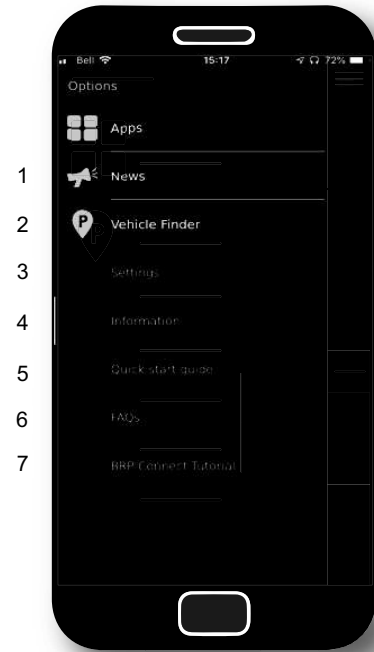 Bell 15:17 72%
Options
Apps
1 News
2 P Vehicle Finder
3 Settings
4 Information
5 Quick start guide
6 FAQs
7 BRP Connect Tutorial